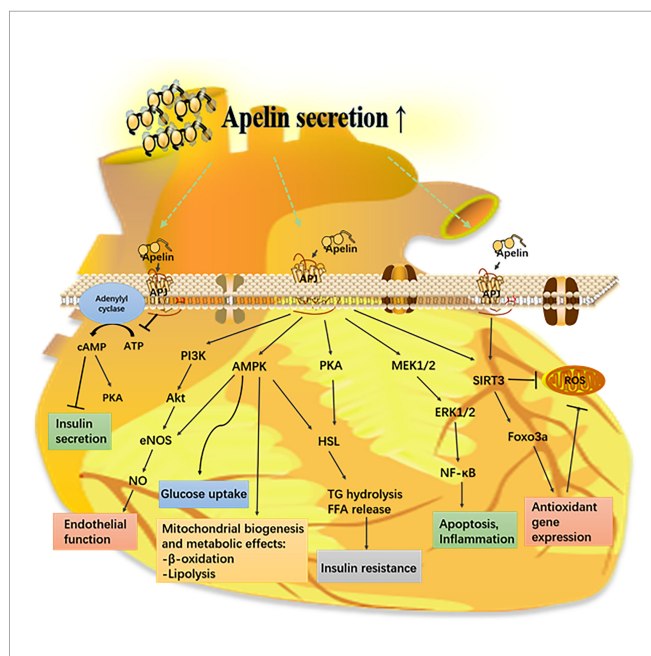 Apelin secretion ↑
Apelin
Apelin
Apelin
APJ
APJ
APJ
Adenylyl
cyclase
cAMP
ATP
PKA
Insulin
secretion
PI3K
Akt
eNOS
NO
Endothelial
function
AMPK
Glucose uptake
Mitochondrial biogenesis
and metabolic effects:
-β-oxidation
-Lipolysis
PKA
HSL
TG hydrolysis
FFA release
Insulin resistance
MEK1/2
ERK1/2
NF-κB
Apoptosis,
Inflammation
SIRT3
ROS
Foxo3a
Antioxidant
gene
expression